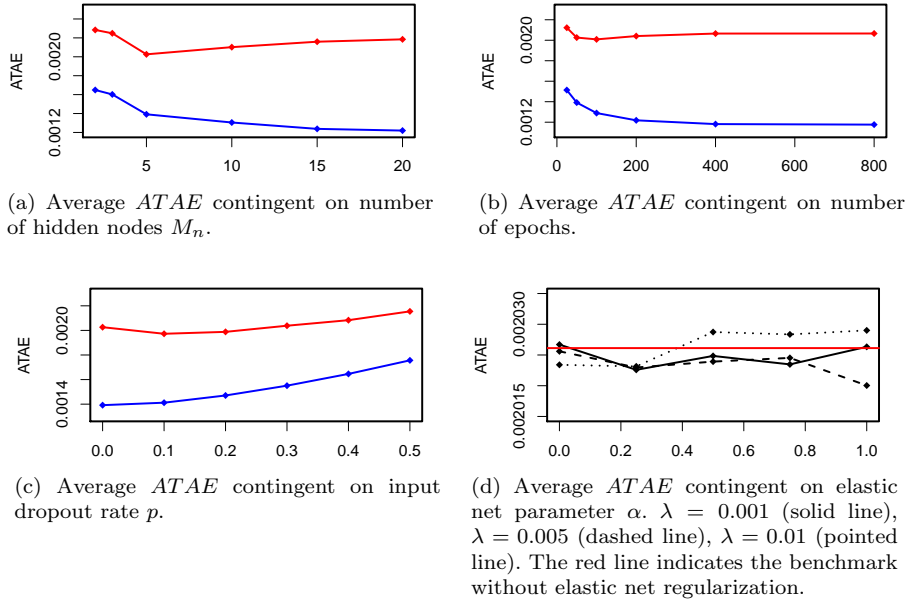 ATAE
0.0012 0.0020
5 10 15 20
(a) Average ATAE contingent on number
of hidden nodes Mn.
ATAE
0.0012 0.0020
0 200 400 600 800
(b) Average ATAE contingent on number
of epochs.
ATAE
0.0014 0.0020
0.0 0.1 0.2 0.3 0.4 0.5
(c) Average ATAE contingent on input
dropout rate p.
ATAE
0.002015 0.002030
0.0 0.2 0.4 0.6 0.8 1.0
(d) Average ATAE contingent on elastic
net parameter α. λ = 0.001 (solid line),
λ = 0.005 (dashed line), λ = 0.01 (pointed
line). The red line indicates the benchmark
without elastic net regularization.